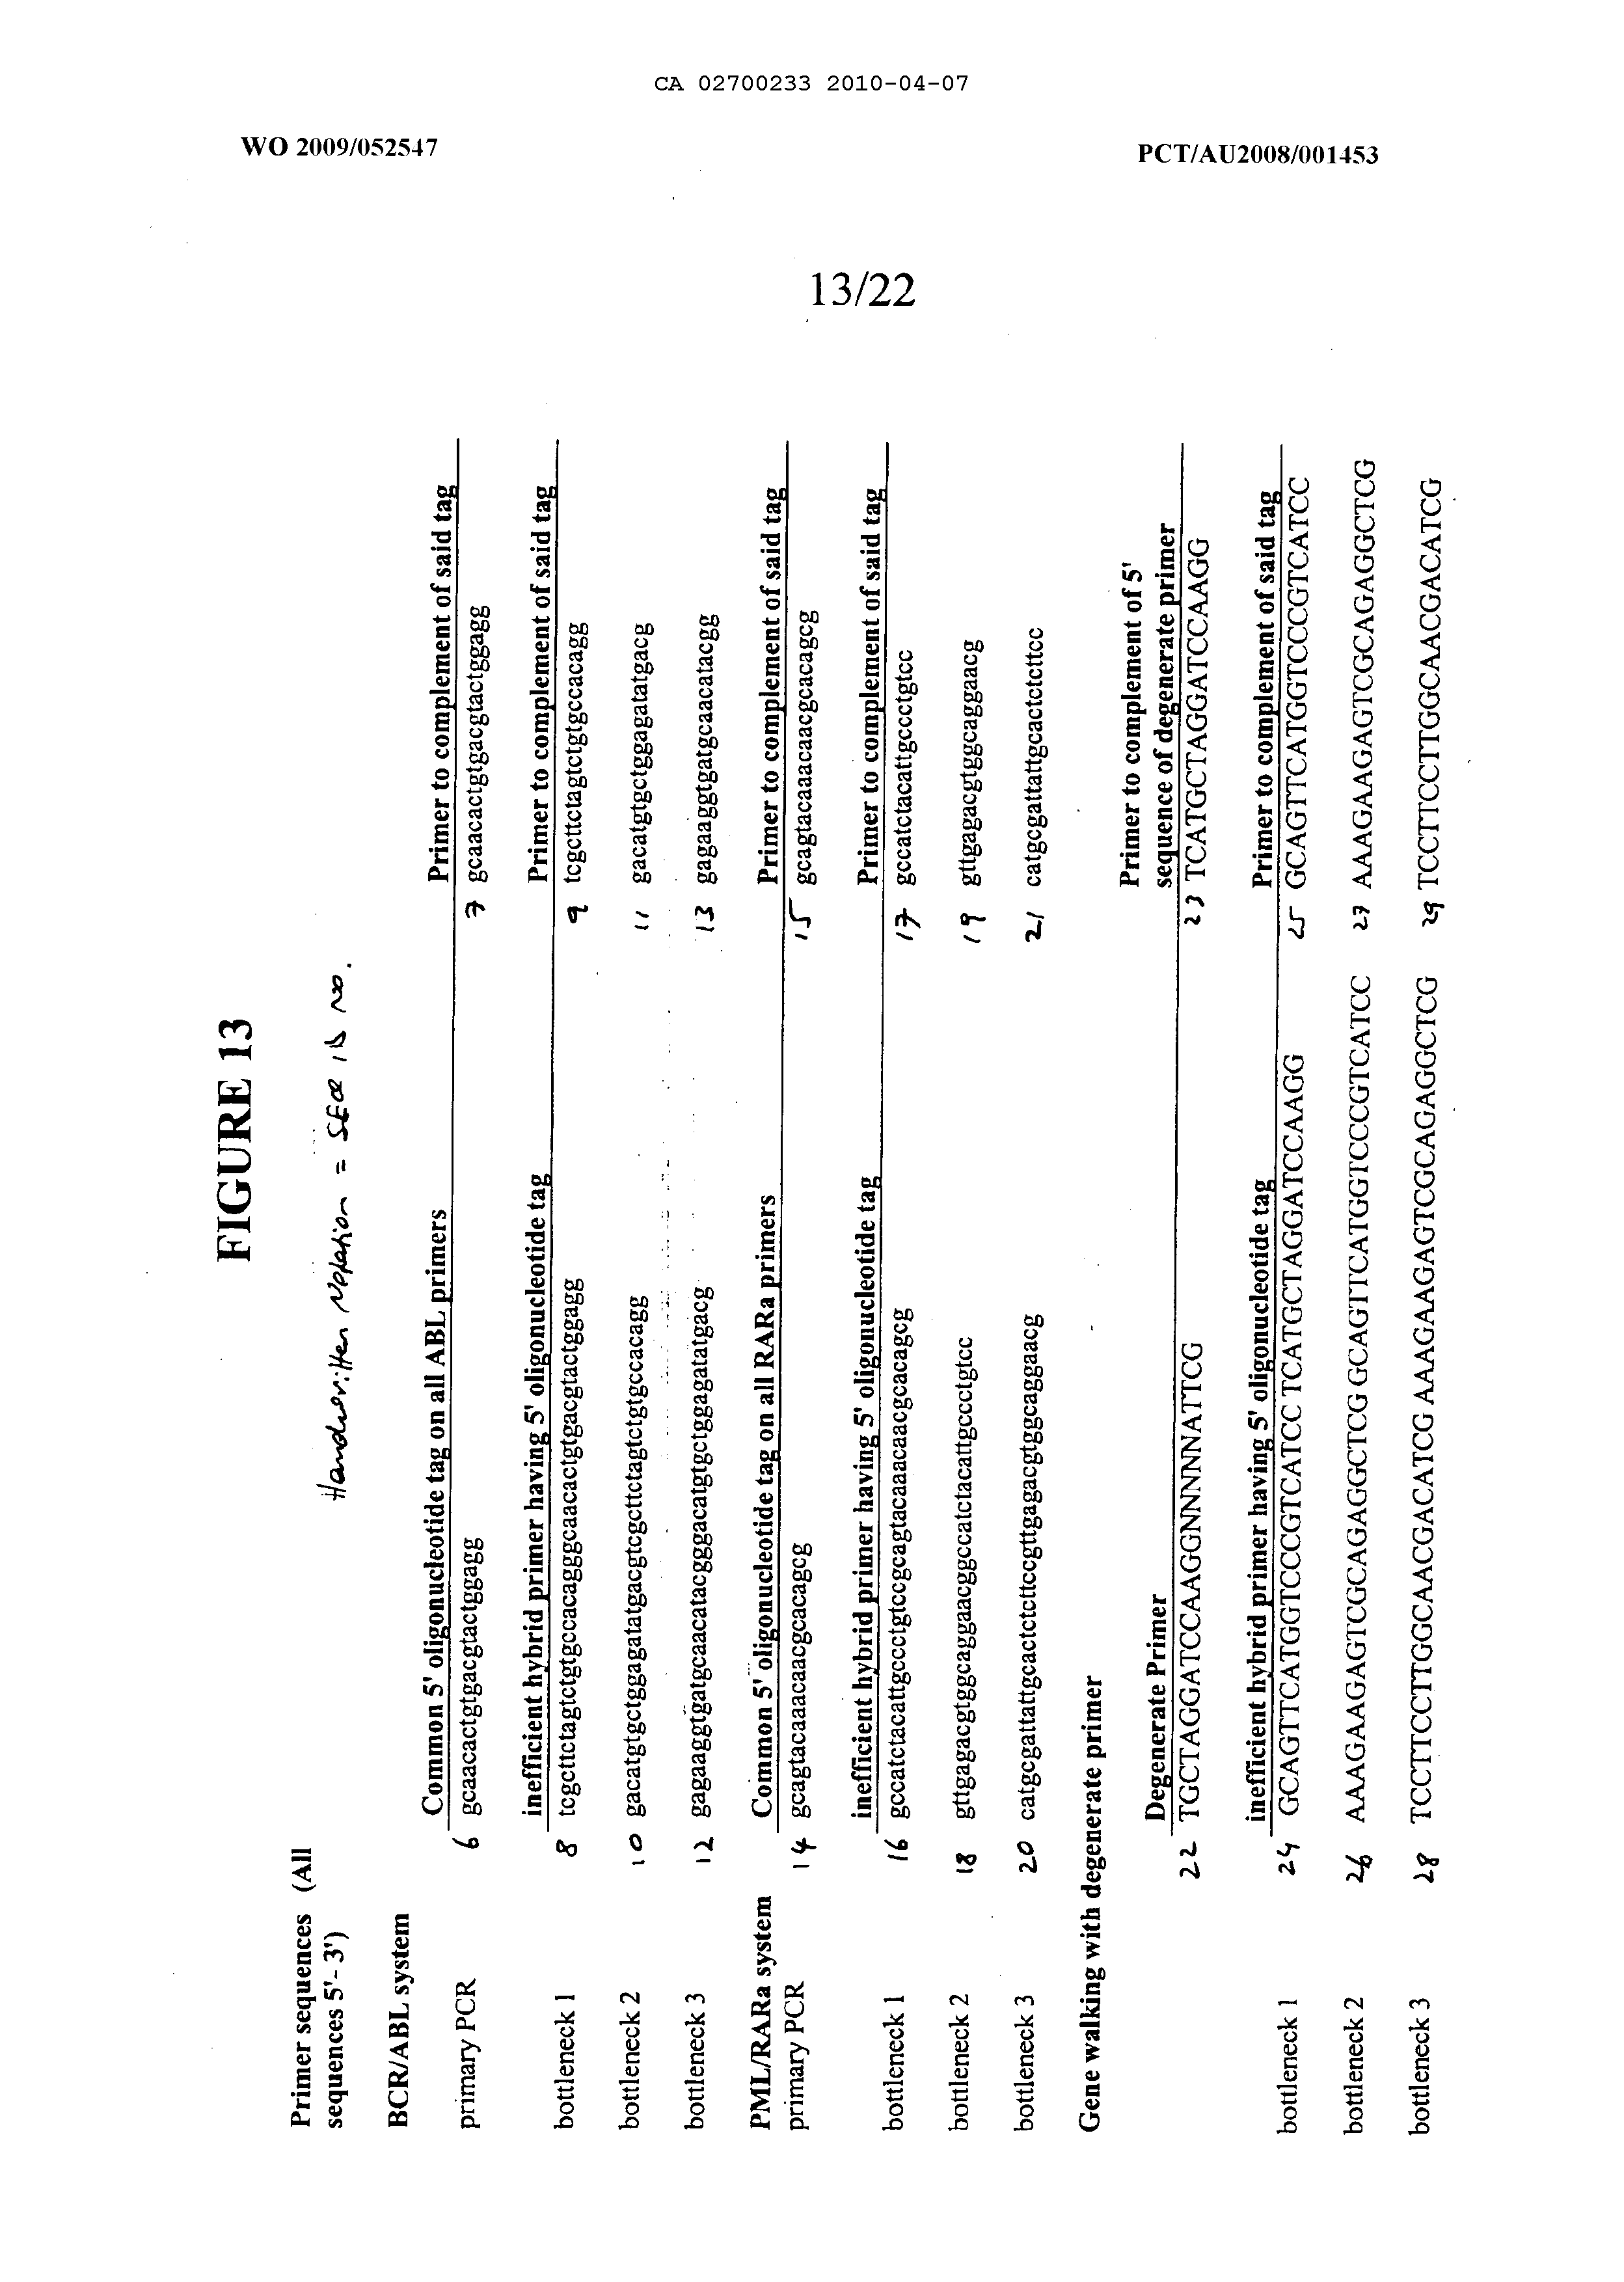 CA 02700233 2010-04-07
WO 2009/052547
PCT/AU2008/001453
13/22
FIGURE 13
Handwritten Notation = SEQ ID NO.
Primer sequences (All
sequences 5'- 3')
BCR/ABL system
Common 5' oligonucleotide tag on all ABL primers
Primer to complement of said tag
primary PCR 6 gcaacactgtgacgtactggagg 7 gcaacactgtgacgtactggagg
inefficient hybrid primer having 5' oligonucleotide tag
Primer to complement of said tag
bottleneck 1 8 tcgcttctagtctgtgccacagggcaacactgtgacgtactggagg 9 tcgcttctagtctgtgccacagg
bottleneck 2 10 gacatgtgctggagatatgacgtcgcttctagtctgtgccacagg 11 gacatgtgctggagatatgacg
bottleneck 3 12 gagaaggtgatgcaacatacgggacatgtgctggagatatgacg 13 gagaaggtgatgcaacatacgg
PML/RARa system
Common 5' oligonucleotide tag on all RARa primers
Primer to complement of said tag
primary PCR 14 gcagtacaaacaacgcacagcg 15 gcagtacaaacaacgcacagcg
inefficient hybrid primer having 5' oligonucleotide tag
Primer to complement of said tag
bottleneck 1 16 gccatctacattgccctgtccgcagtacaaacaacgcacagcg 17 gccatctacattgccctgtcc
bottleneck 2 18 gttgagacgtggcaggaacggccatctacattgccctgtcc 19 gttgagacgtggcaggaacg
bottleneck 3 20 catgcgattattgcactctcttccgttgagacgtggcaggaacg 21 catgcgattattgcactctcttcc
Gene walking with degenerate primer
Primer to complement of 5'
Degenerate Primer
sequence of degenerate primer
22 TGCTAGGATCCAAGGNNNNNATTCG 23 TCATGCTAGGATCCAAGG
inefficient hybrid primer having 5' oligonucleotide tag
Primer to complement of said tag
bottleneck 1 24 GCAGTTCATGGTCCCGTCATCC TCATGCTAGGATCCAAGG 25 GCAGTTCATGGTCCCGTCATCC
bottleneck 2 26 AAAGAAGAGTCGCAGAGGCTCG GCAGTTCATGGTCCCGTCATCC 27 AAAGAAGAGTCGCAGAGGCTCG
bottleneck 3 28 TCCTTCCTTGGCAACGACATCG AAAGAAGAGTCGCAGAGGCTCG 29 TCCTTCCTTGGCAACGACATCG